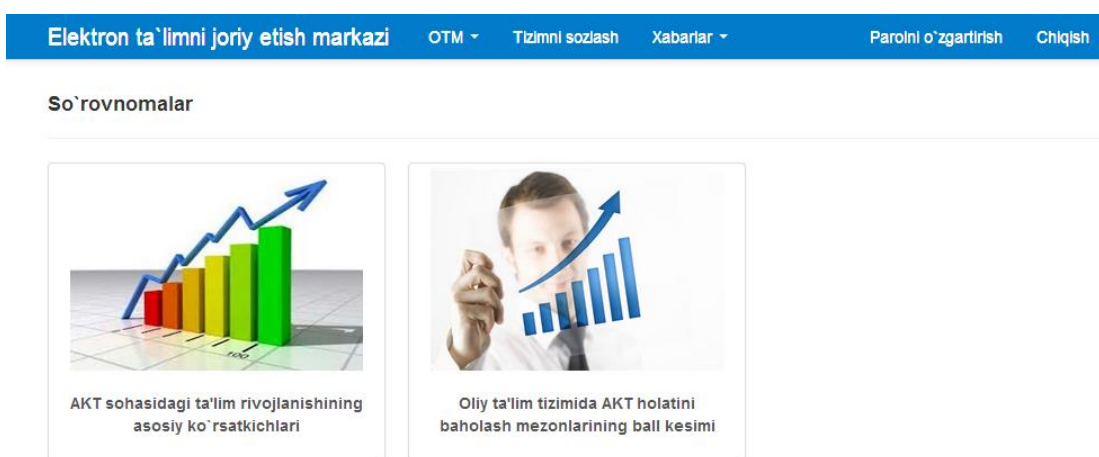 Elektron ta`limni joriy etish markazi OTM Tizimni sozlash Xabarlar Parolni o`zgartirish Chiqish
So`rovnomalar
100
AKT sohasidagi ta'lim rivojlanishining
asosiy ko`rsatkichlari
Oliy ta'lim tizimida AKT holatini
baholash mezonlarining ball kesimi